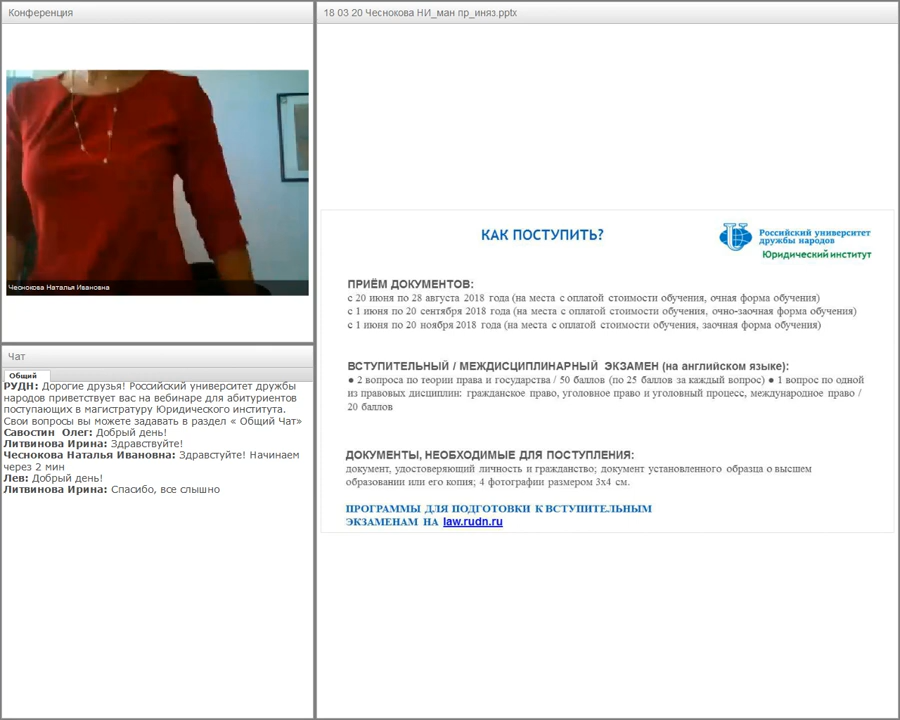 Конференция
Чеснокова Наталья Ивановна
Чат
Общий
РУДН: Дорогие друзья! Российский университет дружбы
народов приветствует вас на вебинаре для абитуриентов
поступающих в магистратуру Юридического института.
Свои вопросы вы можете задавать в раздел « Общий Чат»
Савостин Олег: Добрый день!
Литвинова Ирина: Здравствуйте!
Чеснокова Наталья Ивановна: Здравстуйте! Начинаем
через 2 мин
Лев: Добрый день!
Литвинова Ирина: Спасибо, все слышно
18 03 20 Чеснокова НИ_ман пр_иняз.pptx
КАК ПОСТУПИТЬ?
Российский университет
дружбы народов
Юридический институт
ПРИЁМ ДОКУМЕНТОВ:
с 20 июня по 28 августа 2018 года (на места с оплатой стоимости обучения, очная форма обучения)
с 1 июня по 20 сентября 2018 года (на места с оплатой стоимости обучения, очно-заочная форма обучения)
с 1 июня по 20 ноября 2018 года (на места с оплатой стоимости обучения, заочная форма обучения)
ВСТУПИТЕЛЬНЫЙ / МЕЖДИСЦИПЛИНАРНЫЙ ЭКЗАМЕН (на английском языке):
● 2 вопроса по теории права и государства / 50 баллов (по 25 баллов за каждый вопрос) ● 1 вопрос по одной
из правовых дисциплин: гражданское право, уголовное право и уголовный процесс, международное право /
20 баллов
ДОКУМЕНТЫ, НЕОБХОДИМЫЕ ДЛЯ ПОСТУПЛЕНИЯ:
документ, удостоверяющий личность и гражданство; документ установленного образца о высшем
образовании или его копия; 4 фотографии размером 3х4 см.
ПРОГРАММЫ ДЛЯ ПОДГОТОВКИ К ВСТУПИТЕЛЬНЫМ
ЭКЗАМЕНАМ НА law.rudn.ru